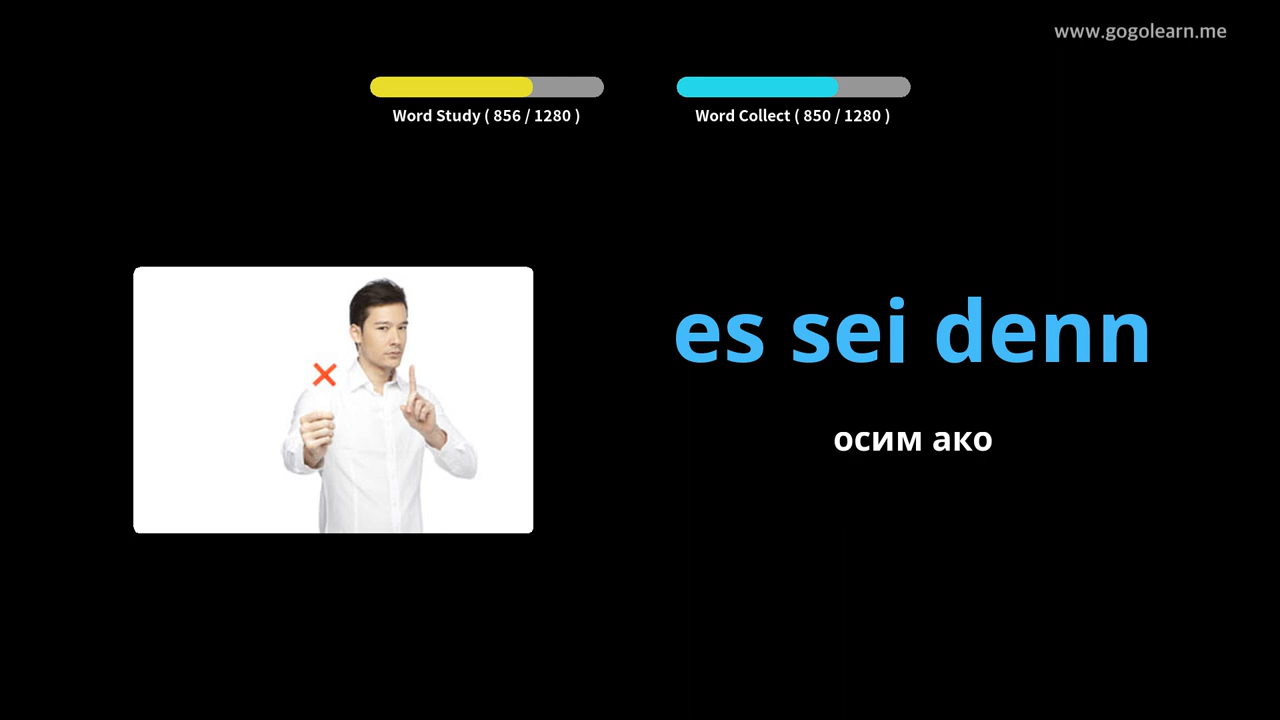 www.gogolearn.me
Word Study ( 856 / 1280 )
Word Collect ( 850 / 1280 )
es sei denn
осим ако